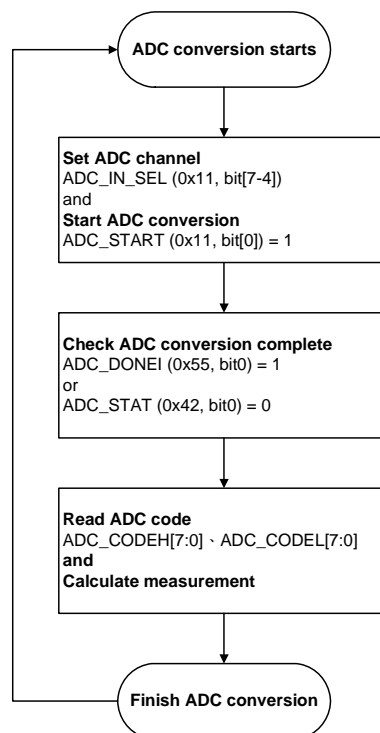 ADC conversion starts
Set ADC channel
ADC_IN_SEL (0x11, bit[7-4])
and
Start ADC conversion
ADC_START (0x11, bit[0]) = 1
Check ADC conversion complete
ADC_DONEI (0x55, bit0) = 1
or
ADC_STAT (0x42, bit0) = 0
Read ADC code
ADC_CODEH[7:0]、ADC_CODEL[7:0]
and
Calculate measurement
Finish ADC conversion